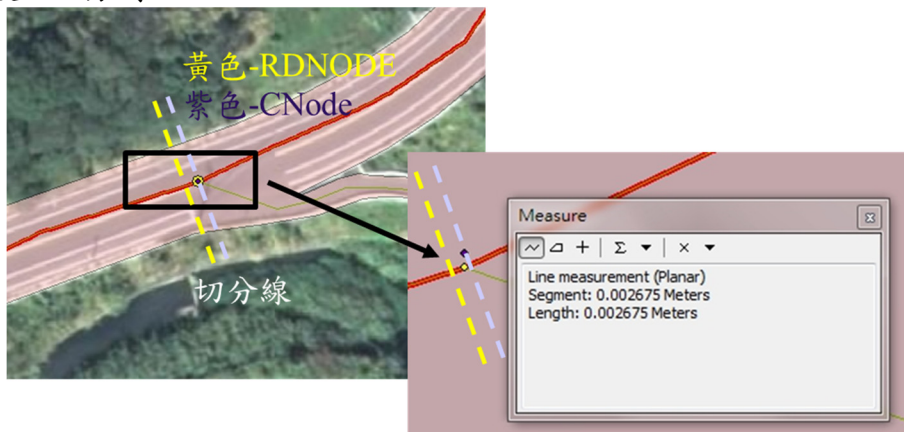 黃色-RDNODE
紫色-CNode
切分線
Measure
Line measurement (Planar)
Segment: 0.002675 Meters
Length: 0.002675 Meters